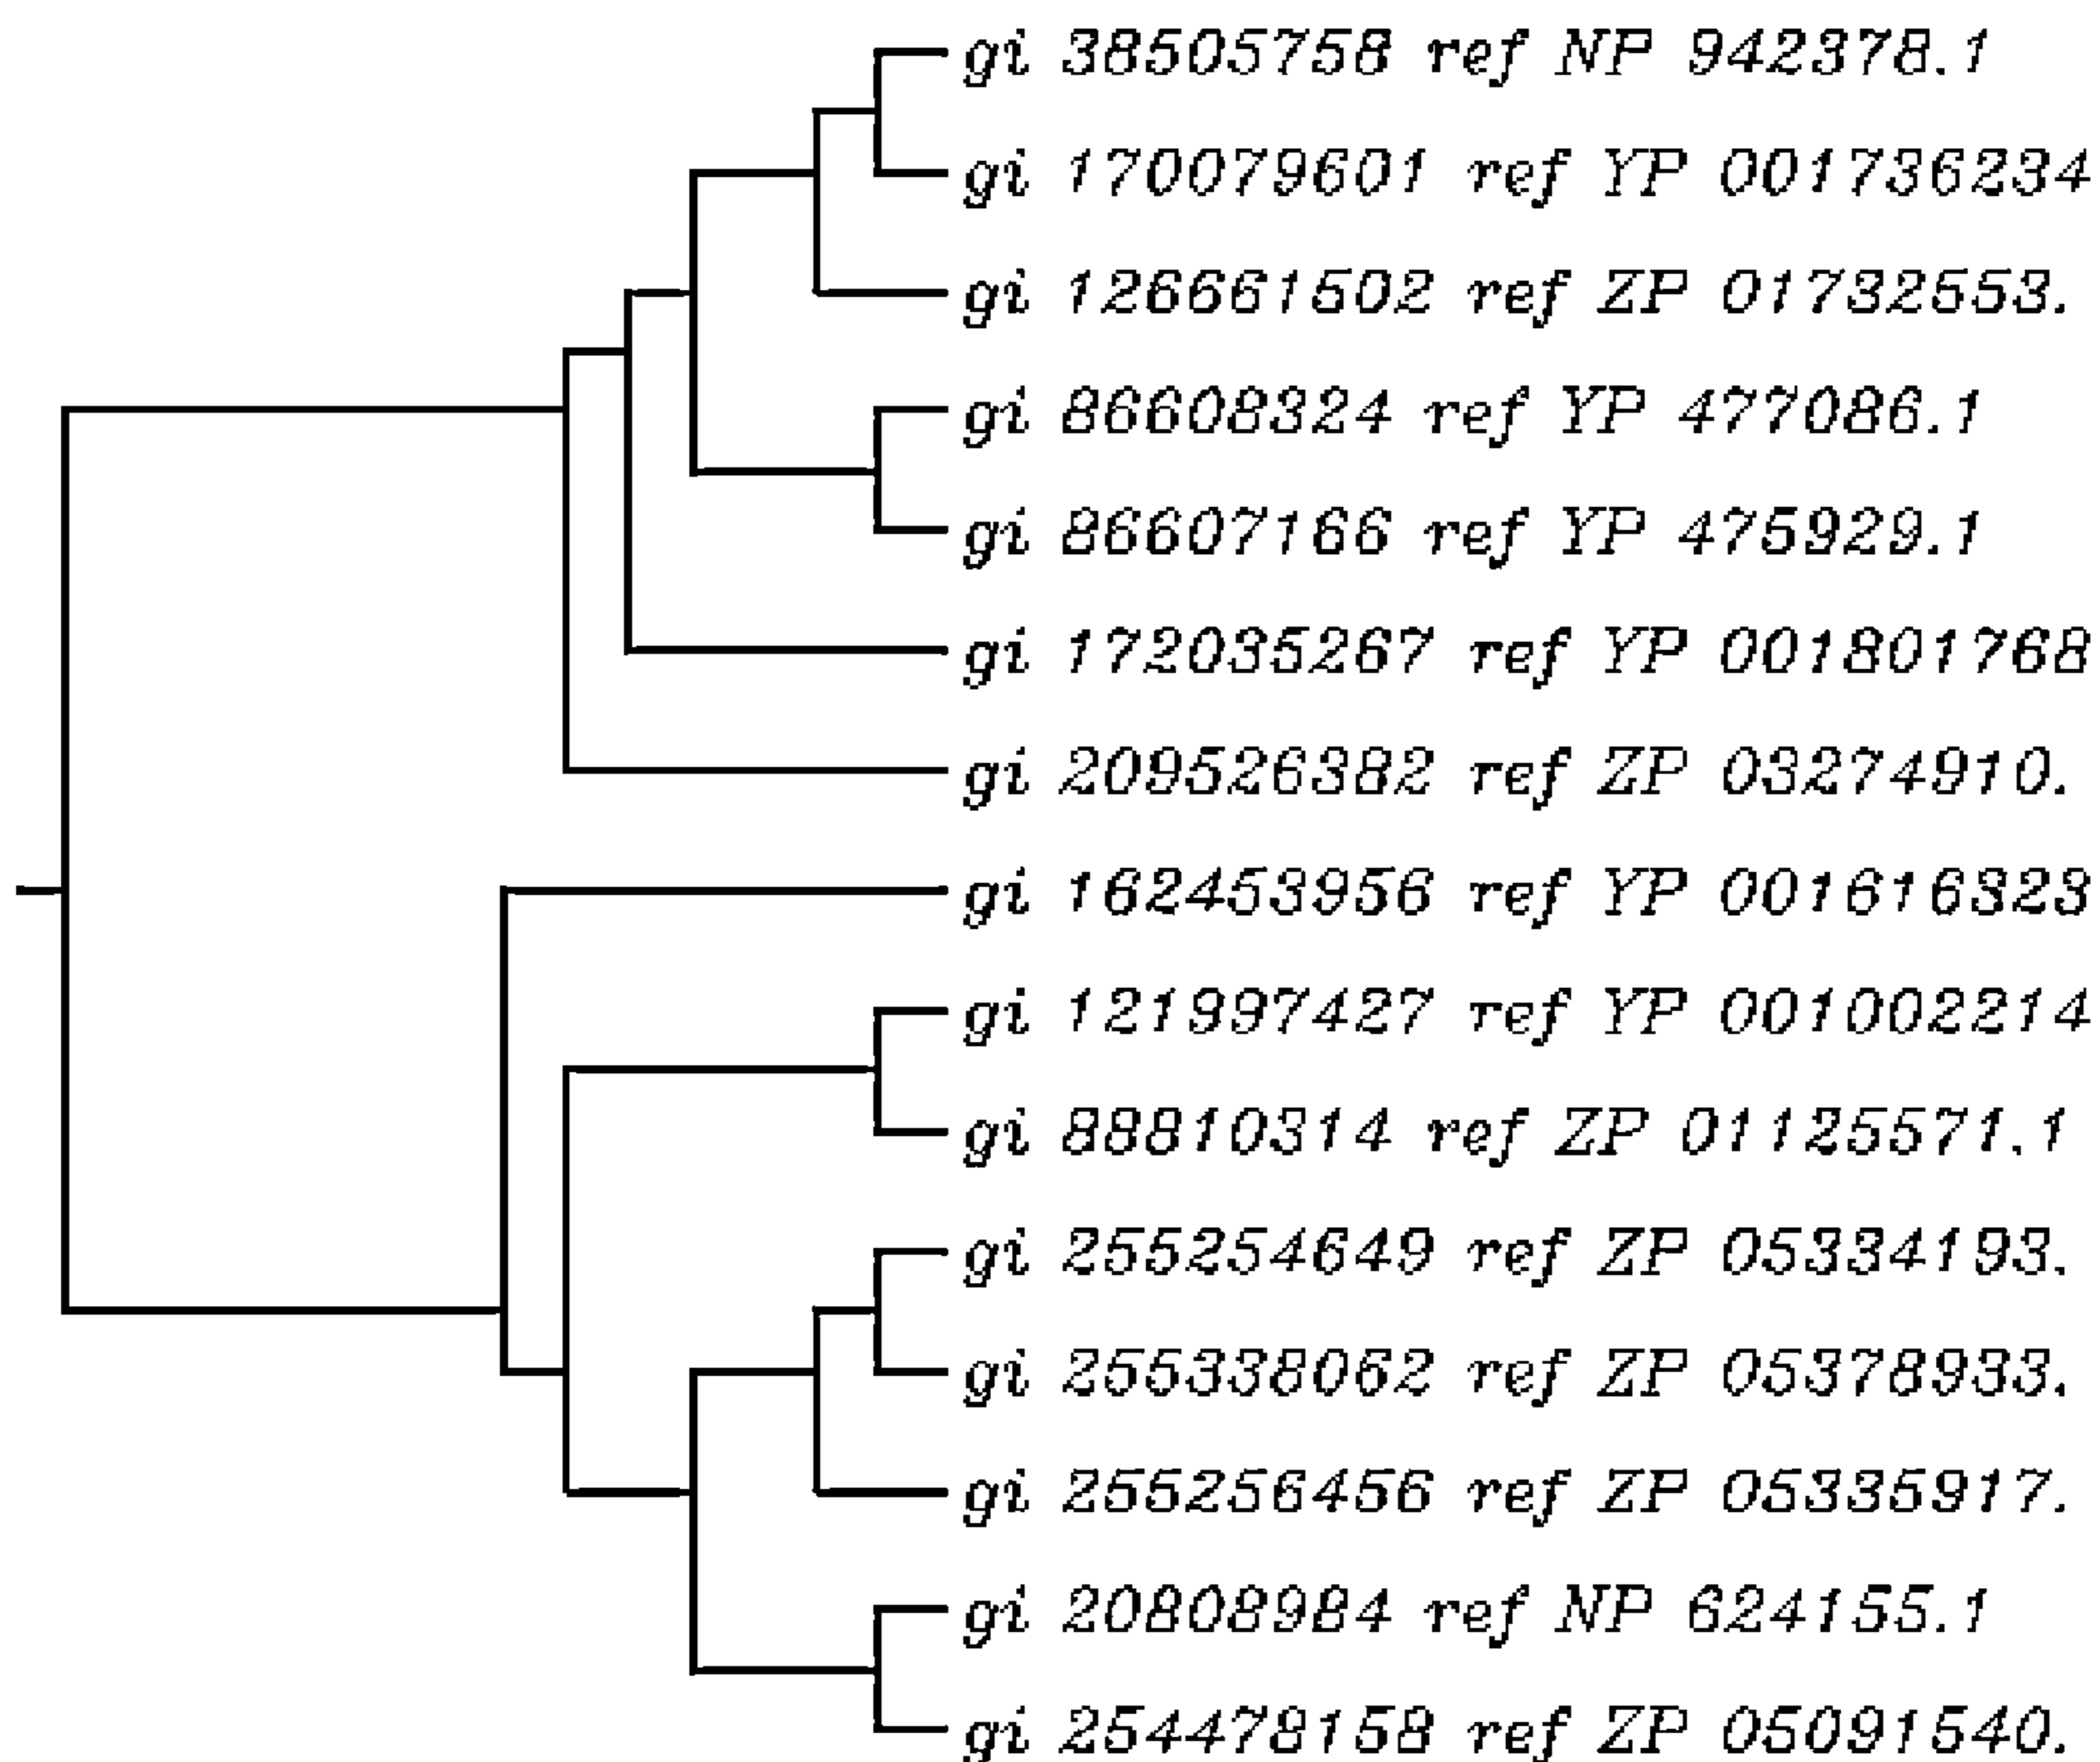 gi 38505758 ref NP 942378.1
gi 170079601 ref YP 001736234
gi 126661502 ref ZP 01732553.
gi 86608324 ref YP 477086.1
gi 86607166 ref YP 475929.1
gi 172035267 ref YP 001801768
gi 209526382 ref ZP 03274910.
gi 162453956 ref YP 001616323
gi 121997427 ref YP 001002214
gi 88810314 ref ZP 01125571.1
gi 255254649 ref ZP 05334193.
gi 255338062 ref ZP 05378933.
gi 255256456 ref ZP 05335917.
gi 20808984 ref NP 624155.1
gi 254478158 ref ZP 05091540.